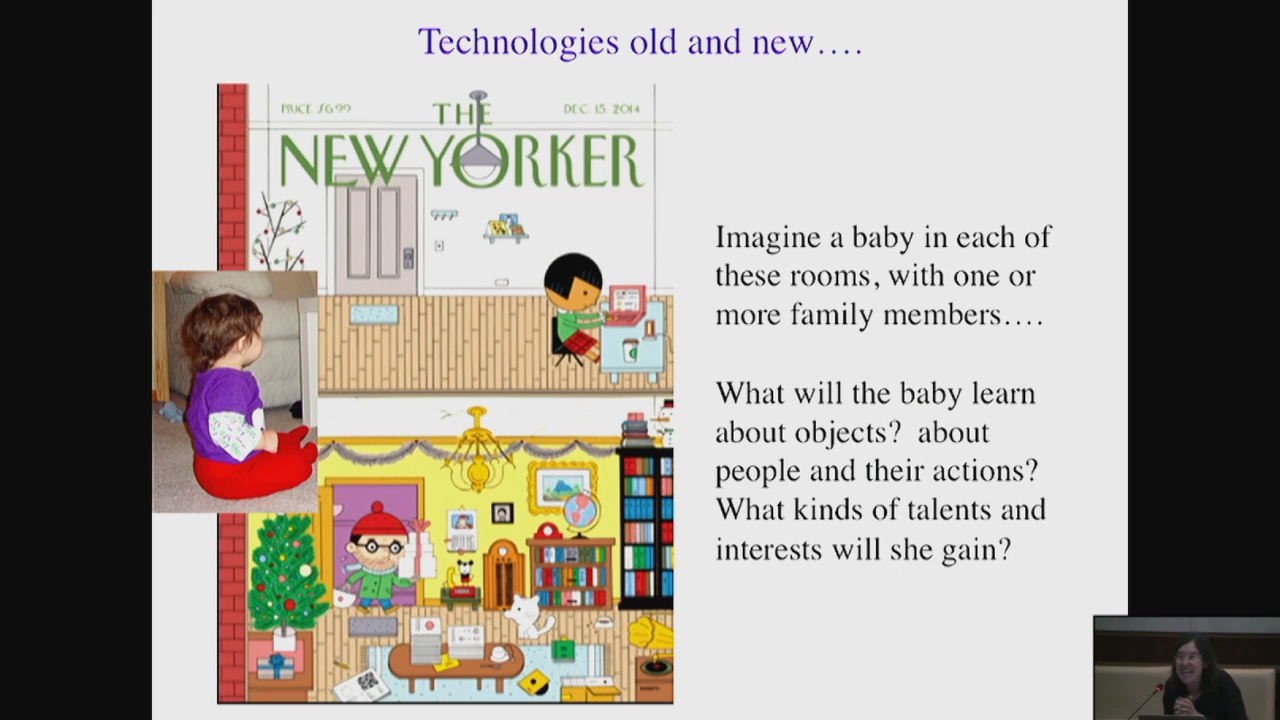 Technologies old and new....
PRICE $6.99
THE
DEC. 15, 2014
NEW YORKER
Imagine a baby in each of
these rooms, with one or
more family members....
What will the baby learn
about objects?  about
people and their actions?
What kinds of talents and
interests will she gain?